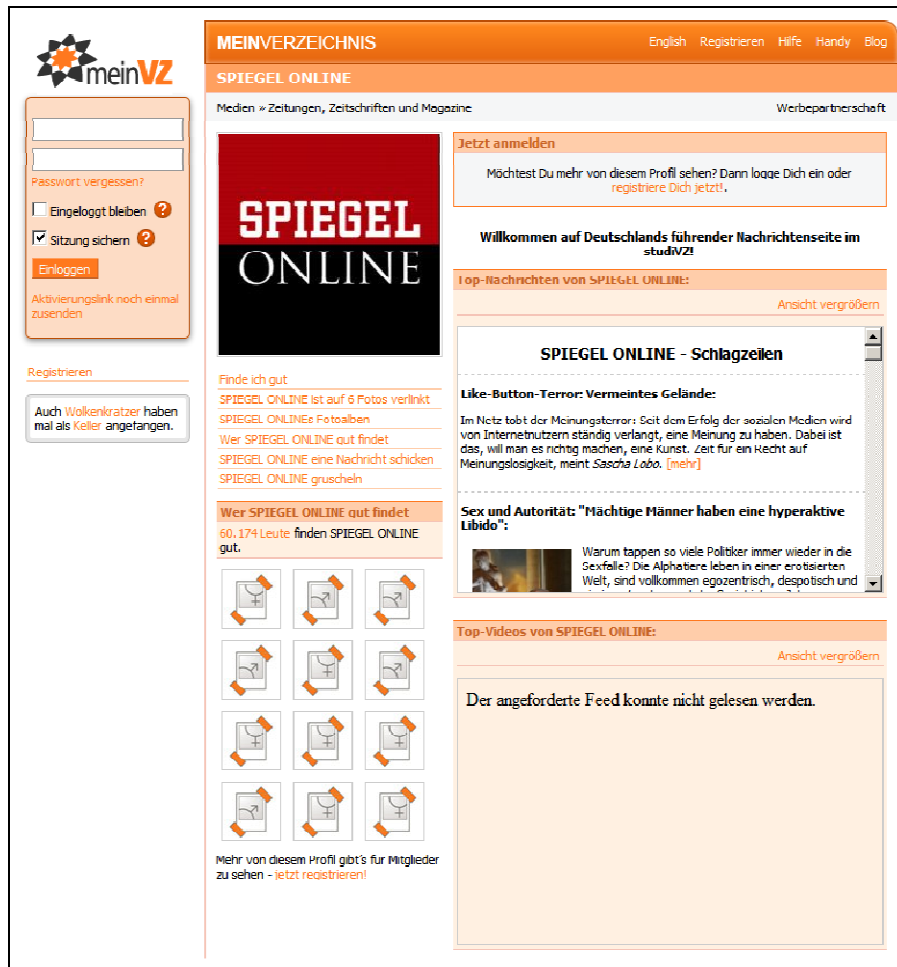 meinVZ
Passwort vergessen?
Eingeloggt bleiben ?
Sitzung sichern ?
Einloggen
Aktivierungslink noch einmal
zusenden
Registrieren
Auch Wolkenkratzer haben
mal als Keller angefangen.
MEINVERZEICHNIS
English Registrieren Hilfe Handy Blog
SPIEGEL ONLINE
Medien » Zeitungen, Zeitschriften und Magazine
Werbepartnerschaft
SPIEGEL
ONLINE
Finde ich gut
SPIEGEL ONLINE ist auf 6 Fotos verlinkt
SPIEGEL ONLINEs Fotoalben
Wer SPIEGEL ONLINE gut findet
SPIEGEL ONLINE eine Nachricht schicken
SPIEGEL ONLINE gruscheln
Wer SPIEGEL ONLINE gut findet
60.174 Leute finden SPIEGEL ONLINE
gut.
Mehr von diesem Profil gibt's für Mitglieder
zu sehen - jetzt registrieren!
Jetzt anmelden
Möchtest Du mehr von diesem Profil sehen? Dann logge Dich ein oder
registriere Dich jetzt!.
Willkommen auf Deutschlands führender Nachrichtenseite im
studiVZ!
Top-Nachrichten von SPIEGEL ONLINE:
Ansicht vergrößern
SPIEGEL ONLINE - Schlagzeilen
Like-Button-Terror: Vermeintes Gelände:
Im Netz tobt der Meinungsterror: Seit dem Erfolg der sozialen Medien wird
von Internetnutzern ständig verlangt, eine Meinung zu haben. Dabei ist
das, will man es richtig machen, eine Kunst. Zeit für ein Recht auf
Meinungslosigkeit, meint Sascha Lobo. [mehr]
Sex und Autorität: "Mächtige Männer haben eine hyperaktive
Libido":
Warum tappen so viele Politiker immer wieder in die
Sexfalle? Die Alphatiere leben in einer erotisierten
Welt, sind vollkommen egozentrisch, despotisch und
Top-Videos von SPIEGEL ONLINE:
Ansicht vergrößern
Der angeforderte Feed konnte nicht gelesen werden.